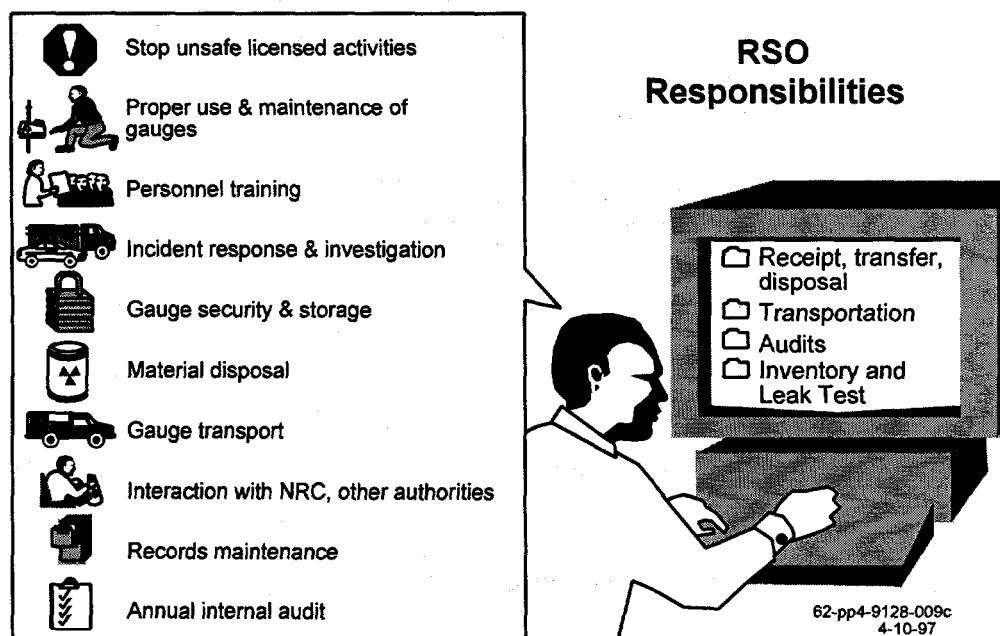 Stop unsafe licensed activities
Proper use & maintenance of
gauges
Personnel training
Incident response & investigation
Gauge security & storage
Material disposal
Gauge transport
Interaction with NRC, other authorities
Records maintenance
Annual internal audit
RSO
Responsibilities
Receipt, transfer,
disposal
Transportation
Audits
Inventory and
Leak Test
62-pp4-9128-009c
4-10-97